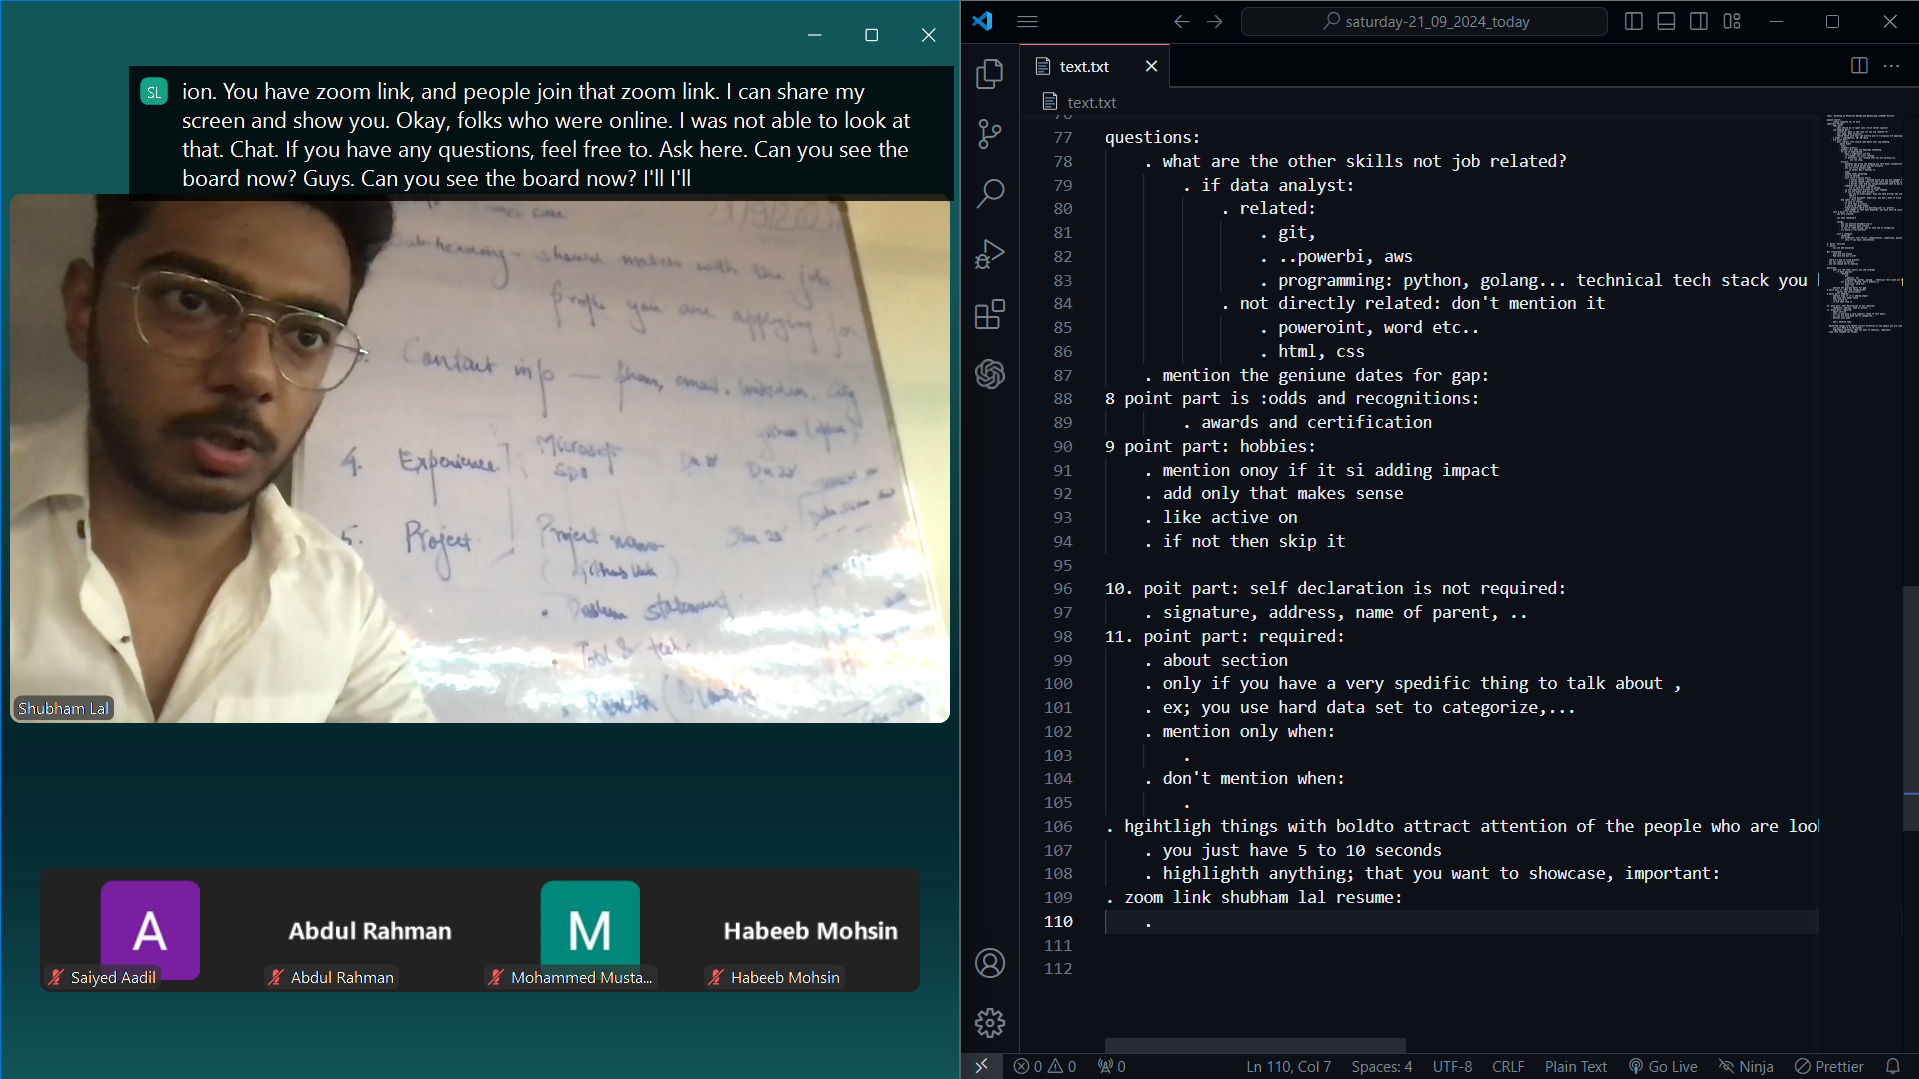 SL
ion. You have zoom link, and people join that zoom link. I can share my
screen and show you. Okay, folks who were online. I was not able to look at
that. Chat. If you have any questions, feel free to. Ask here. Can you see the
board now? Guys. Can you see the board now? I'll I'll
Subheading - should match with the job
profile you are applying for
Contact info — phone, email, linkedin, city
4. Experience
Microsoft
5. Project
Project name
Shubham Lal
A
Saiyed Aadil
Abdul Rahman
Abdul Rahman
M
Mohammed Musta...
Habeeb Mohsin
Habeeb Mohsin
saturday-21_09_2024_today
text.txt
text.txt
76
77 questions:
78 . what are the other skills not job related?
79 . if data analyst:
80 . related:
81 . git,
82 . ..powerbi, aws
83 . programming: python, golang... technical tech stack you
84 . not directly related: don't mention it
85 . poweroint, word etc..
86 . html, css
87 . mention the geniune dates for gap:
88 8 point part is :odds and recognitions:
89 . awards and certification
90 9 point part: hobbies:
91 . mention onoy if it si adding impact
92 . add only that makes sense
93 . like active on
94 . if not then skip it
95
96 10. poit part: self declaration is not required:
97 . signature, address, name of parent, ..
98 11. point part: required:
99 . about section
100 . only if you have a very spedific thing to talk about ,
101 . ex; you use hard data set to categorize,...
102 . mention only when:
103 .
104 . don't mention when:
105 .
106 . hgihtligh things with boldto attract attention of the people who are loo
107 . you just have 5 to 10 seconds
108 . highlighth anything; that you want to showcase, important:
109 . zoom link shubham lal resume:
110 .
111
112
0 0 0 Ln 110, Col 7 Spaces: 4 UTF-8 CRLF Plain Text Go Live Ninja Prettier